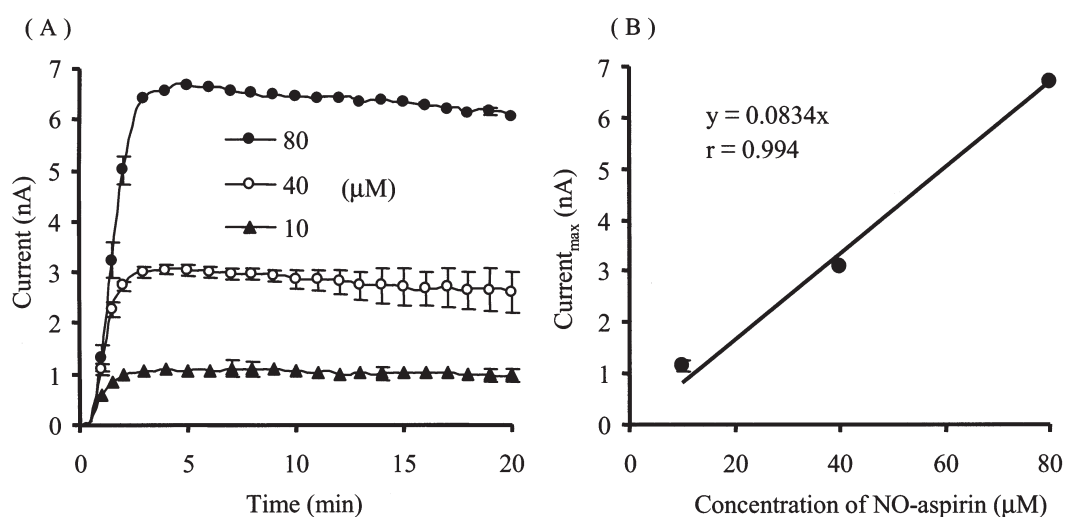 ( A )
7
6
5
4
3
2
1
0
Current (nA)
80
40 (μM)
10
0 5 10 15 20
Time (min)
( B )
7
6
5
4
3
2
1
0
Current max (nA)
y = 0.0834x
r = 0.994
0 20 40 60 80
Concentration of NO-aspirin (μM)